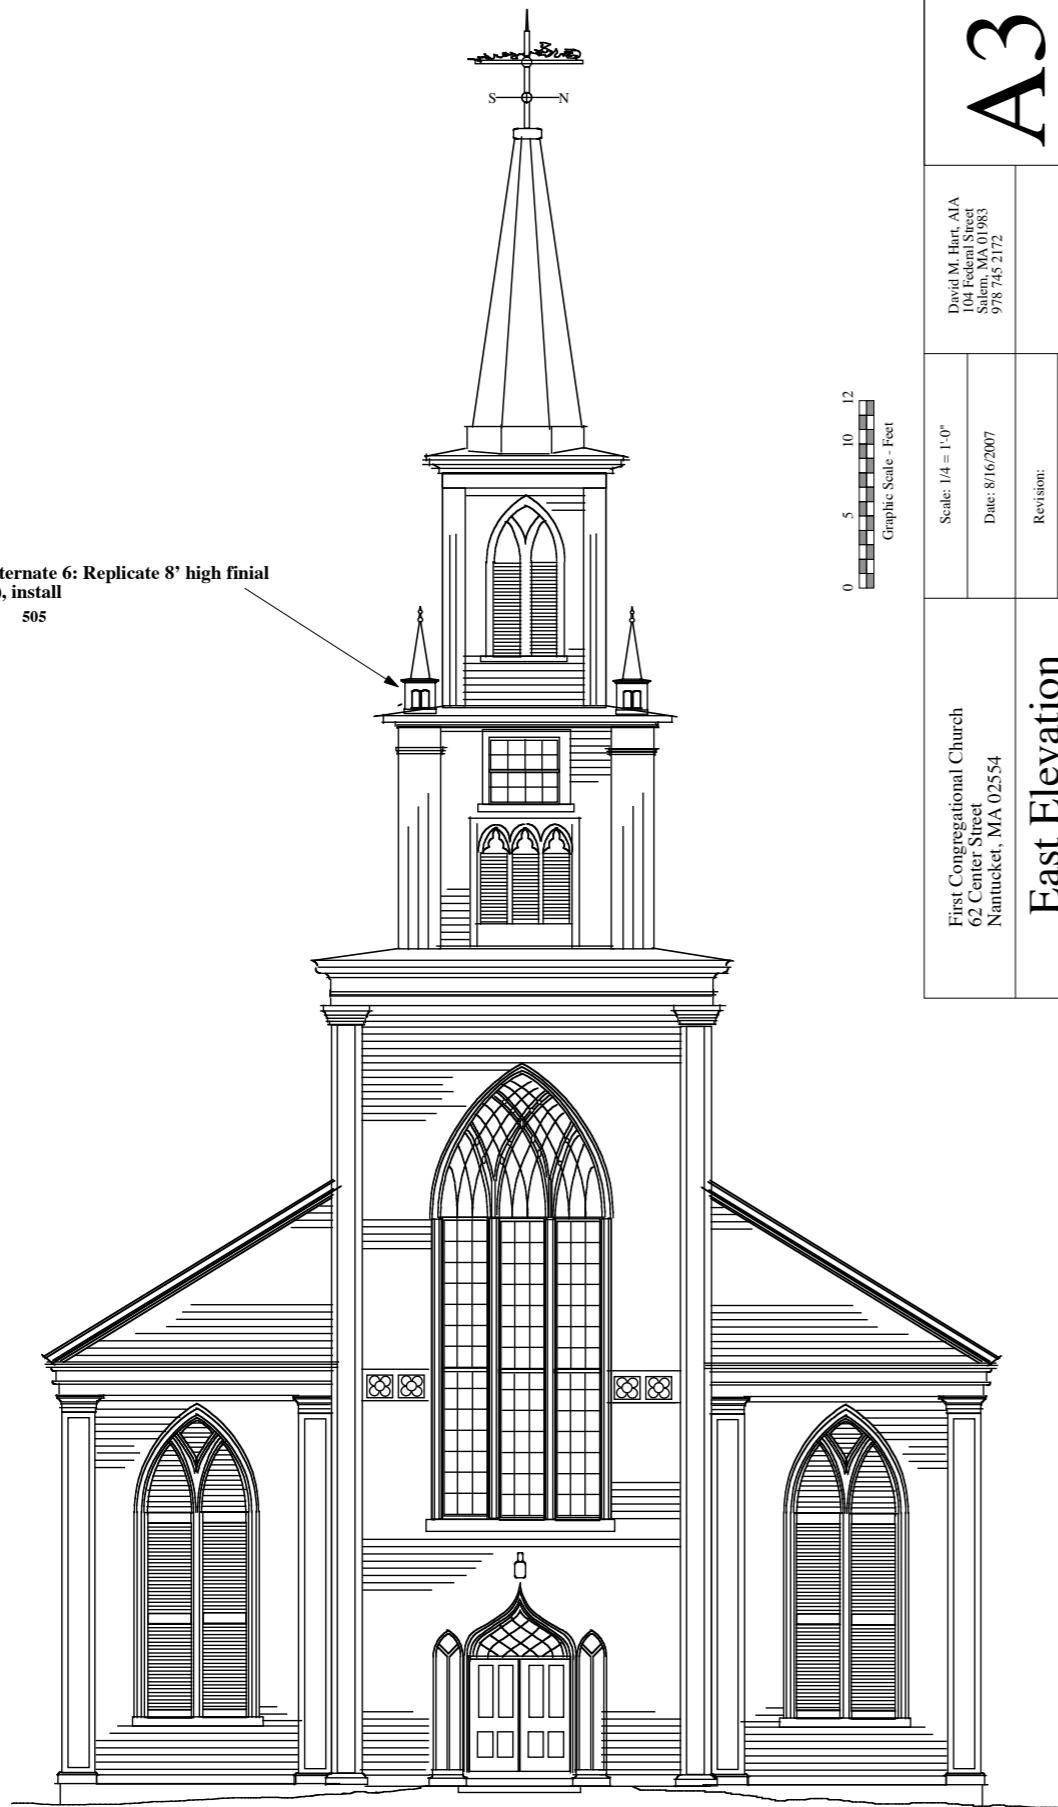 S N
ternate 6: Replicate 8’ high finial
), install
505
0 5 10 12
Graphic Scale - Feet
A3
David M. Hart, AIA
104 Federal Street
Salem, MA 01983
978 745 2172
Scale: 1/4 = 1'-0"
Date: 8/16/2007
Revision:
First Congregational Church
62 Center Street
Nantucket, MA 02554
East Elevation